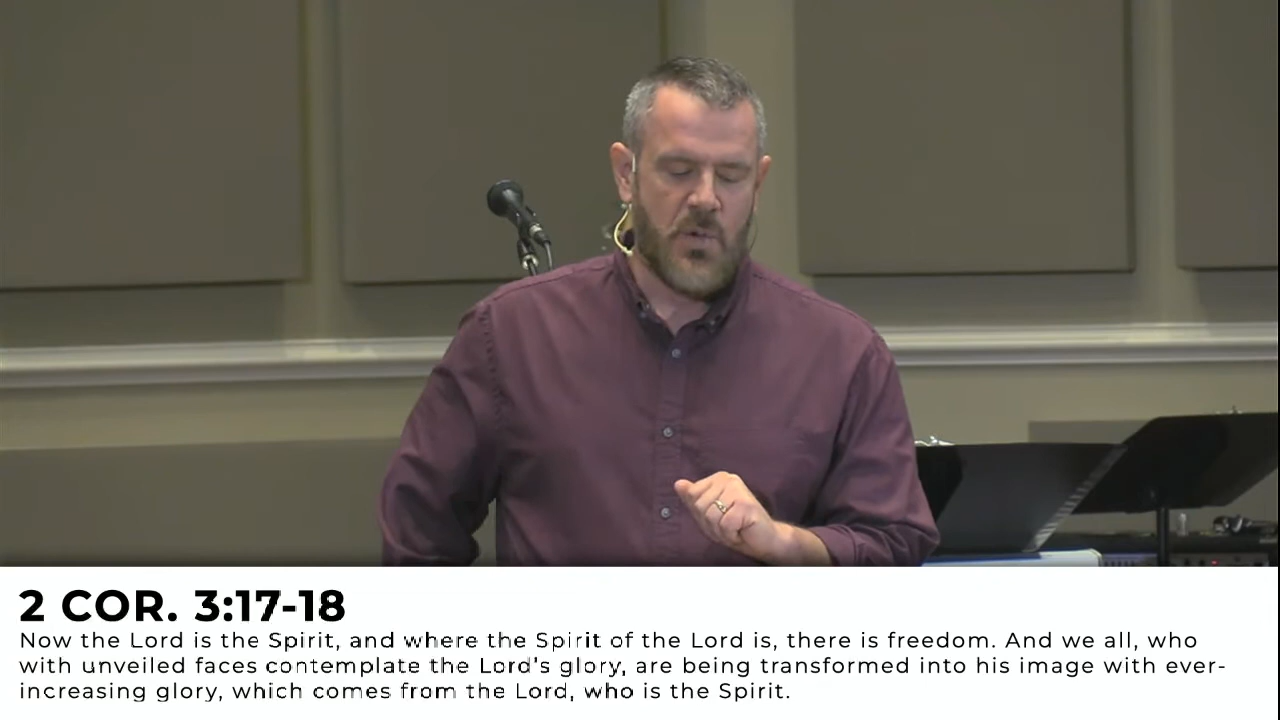 2 COR. 3:17-18
Now the Lord is the Spirit, and where the Spirit of the Lord is, there is freedom. And we all, who
with unveiled faces contemplate the Lord's glory, are being transformed into his image with ever-
increasing glory, which comes from the Lord, who is the Spirit.